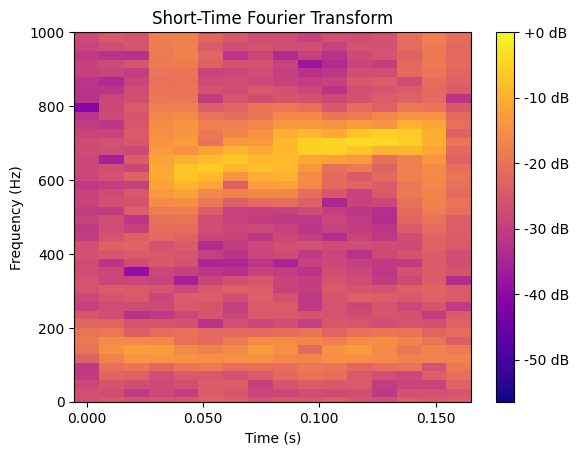 Short-Time Fourier Transform
1000
800
600
400
200
0
Frequency (Hz)
0.000
0.050
0.100
0.150
Time (s)
+0 dB
-10 dB
-20 dB
-30 dB
-40 dB
-50 dB